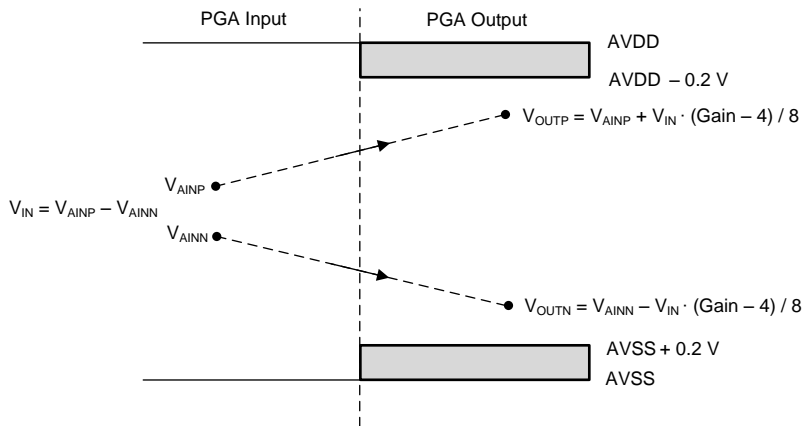 PGA Input
PGA Output
AVDD
AVDD – 0.2 V
V_OUTP = V_AINP + V_IN · (Gain – 4) / 8
V_AINP
V_IN = V_AINP – V_AINN
V_AINN
V_OUTN = V_AINN – V_IN · (Gain – 4) / 8
AVSS + 0.2 V
AVSS